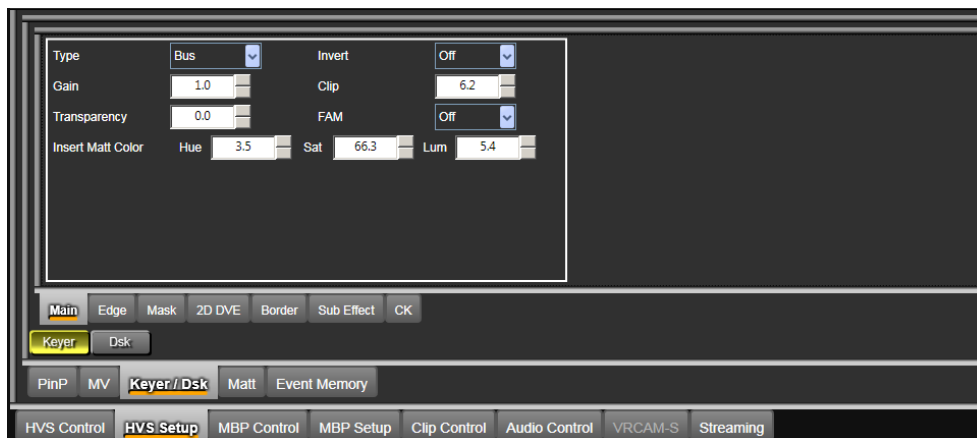 Type Bus Invert Off
Gain 1.0 Clip 6.2
Transparency 0.0 FAM Off
Insert Matt Color Hue 3.5 Sat 66.3 Lum 5.4
Main Edge Mask 2D DVE Border Sub Effect CK
Keyer Dsk
PinP MV Keyer / Dsk Matt Event Memory
HVS Control HVS Setup MBP Control MBP Setup Clip Control Audio Control VRCAM-S Streaming